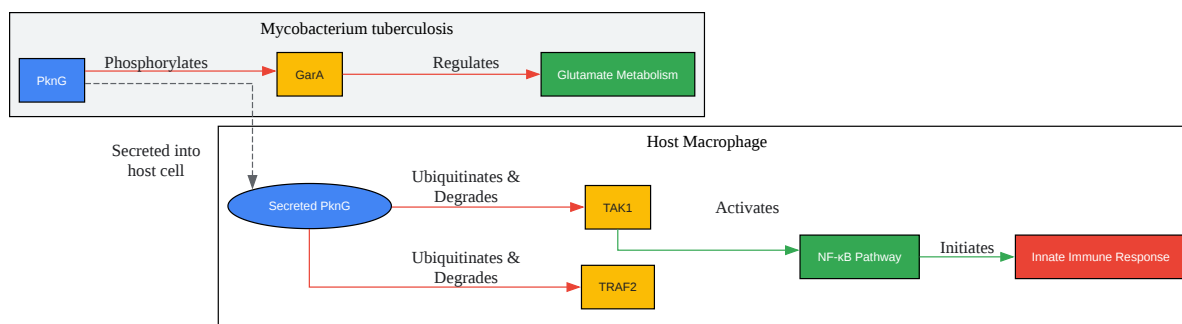 Mycobacterium tuberculosis
Phosphorylates
Regulates
PknG
GarA
Glutamate Metabolism
Secreted into
host cell
Host Macrophage
Ubiquitinates &
Degrades
Secreted PknG
TAK1
Activates
Ubiquitinates &
Degrades
TRAF2
NF-κB Pathway
Initiates
Innate Immune Response